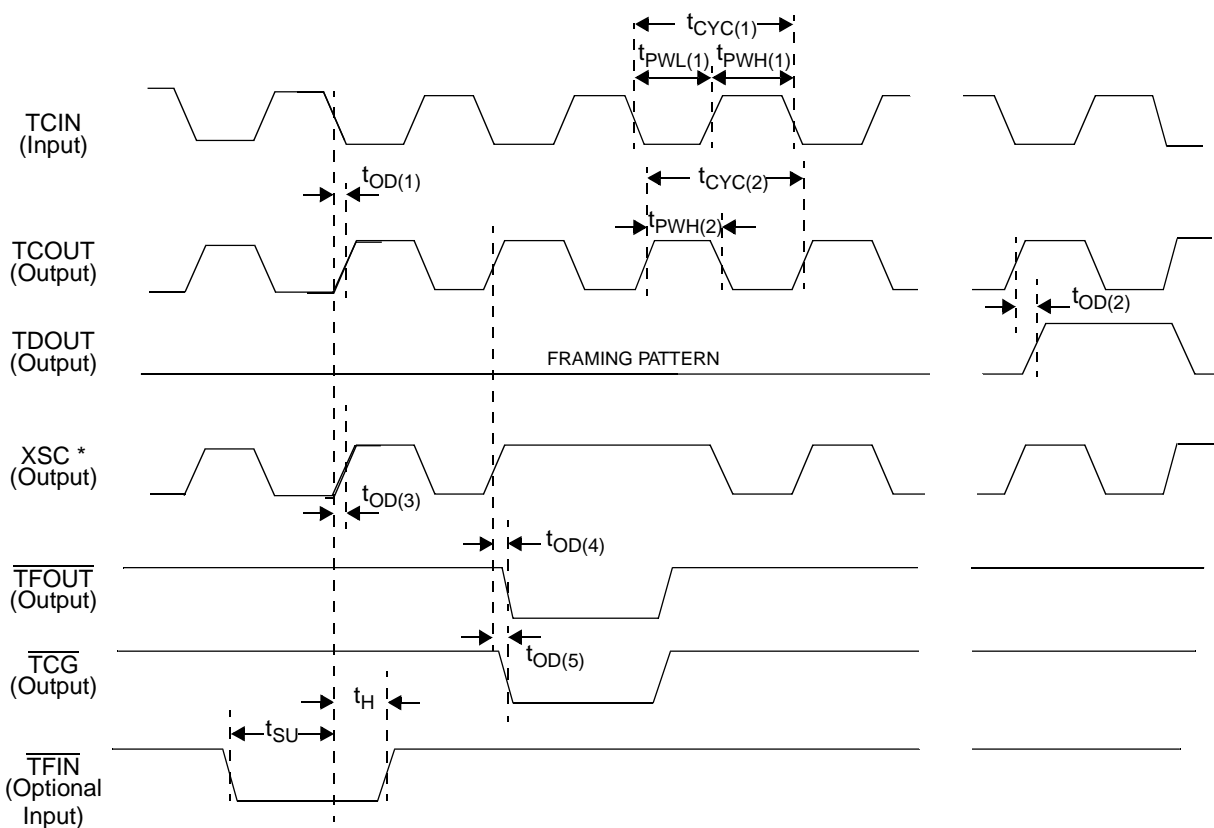 tCYC(1)
tPWL(1) tPWH(1)
TCIN
(Input)
tOD(1)
tCYC(2)
tPWH(2)
TCOUT
(Output)
tOD(2)
TDOUT
(Output)
FRAMING PATTERN
XSC *
(Output)
tOD(3)
tOD(4)
TFOUT
(Output)
tOD(5)
TCG
(Output)
tH
tSU
TFIN
(Optional
Input)